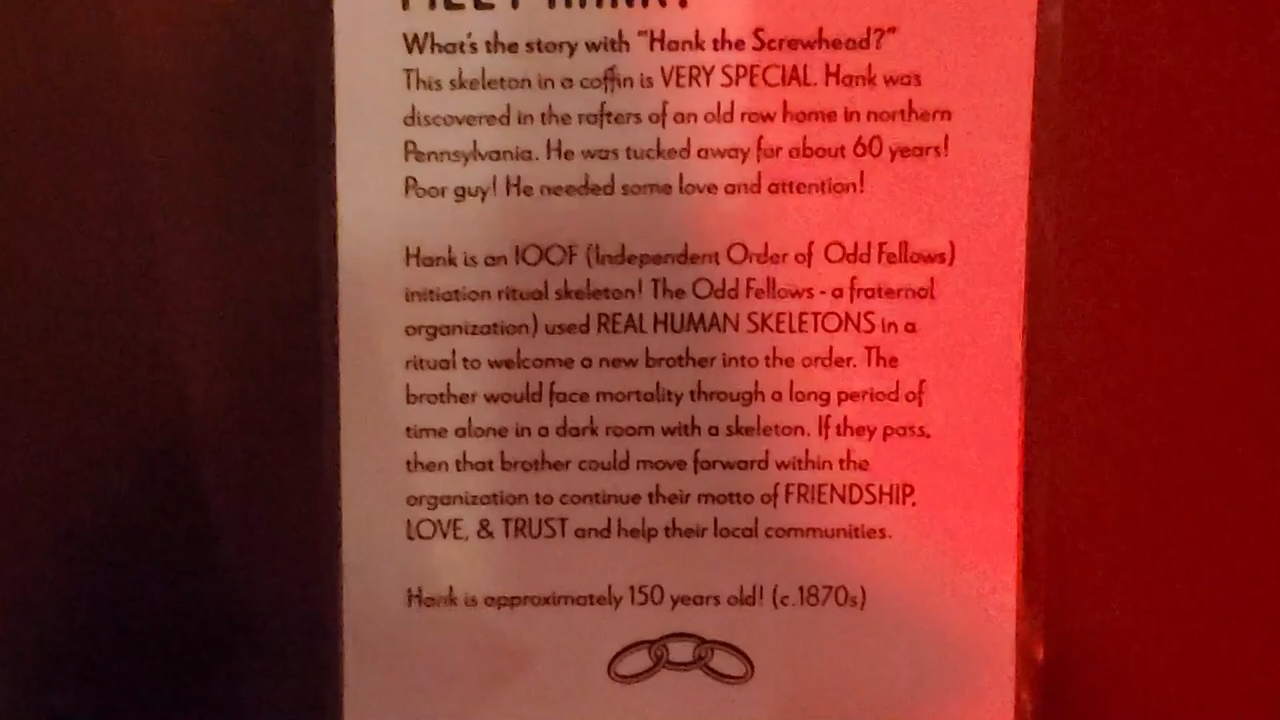 MEET HANK!
What's the story with "Hank the Screwhead?"
This skeleton in a coffin is VERY SPECIAL. Hank was
discovered in the rafters of an old row home in northern
Pennsylvania. He was tucked away for about 60 years!
Poor guy! He needed some love and attention!
Hank is an IOOF (Independent Order of Odd Fellows)
initiation ritual skeleton! The Odd Fellows - a fraternal
organization) used REAL HUMAN SKELETONS in a
ritual to welcome a new brother into the order. The
brother would face mortality through a long period of
time alone in a dark room with a skeleton. If they pass,
then that brother could move forward within the
organization to continue their motto of FRIENDSHIP,
LOVE, & TRUST and help their local communities.
Hank is approximately 150 years old! (c.1870s)